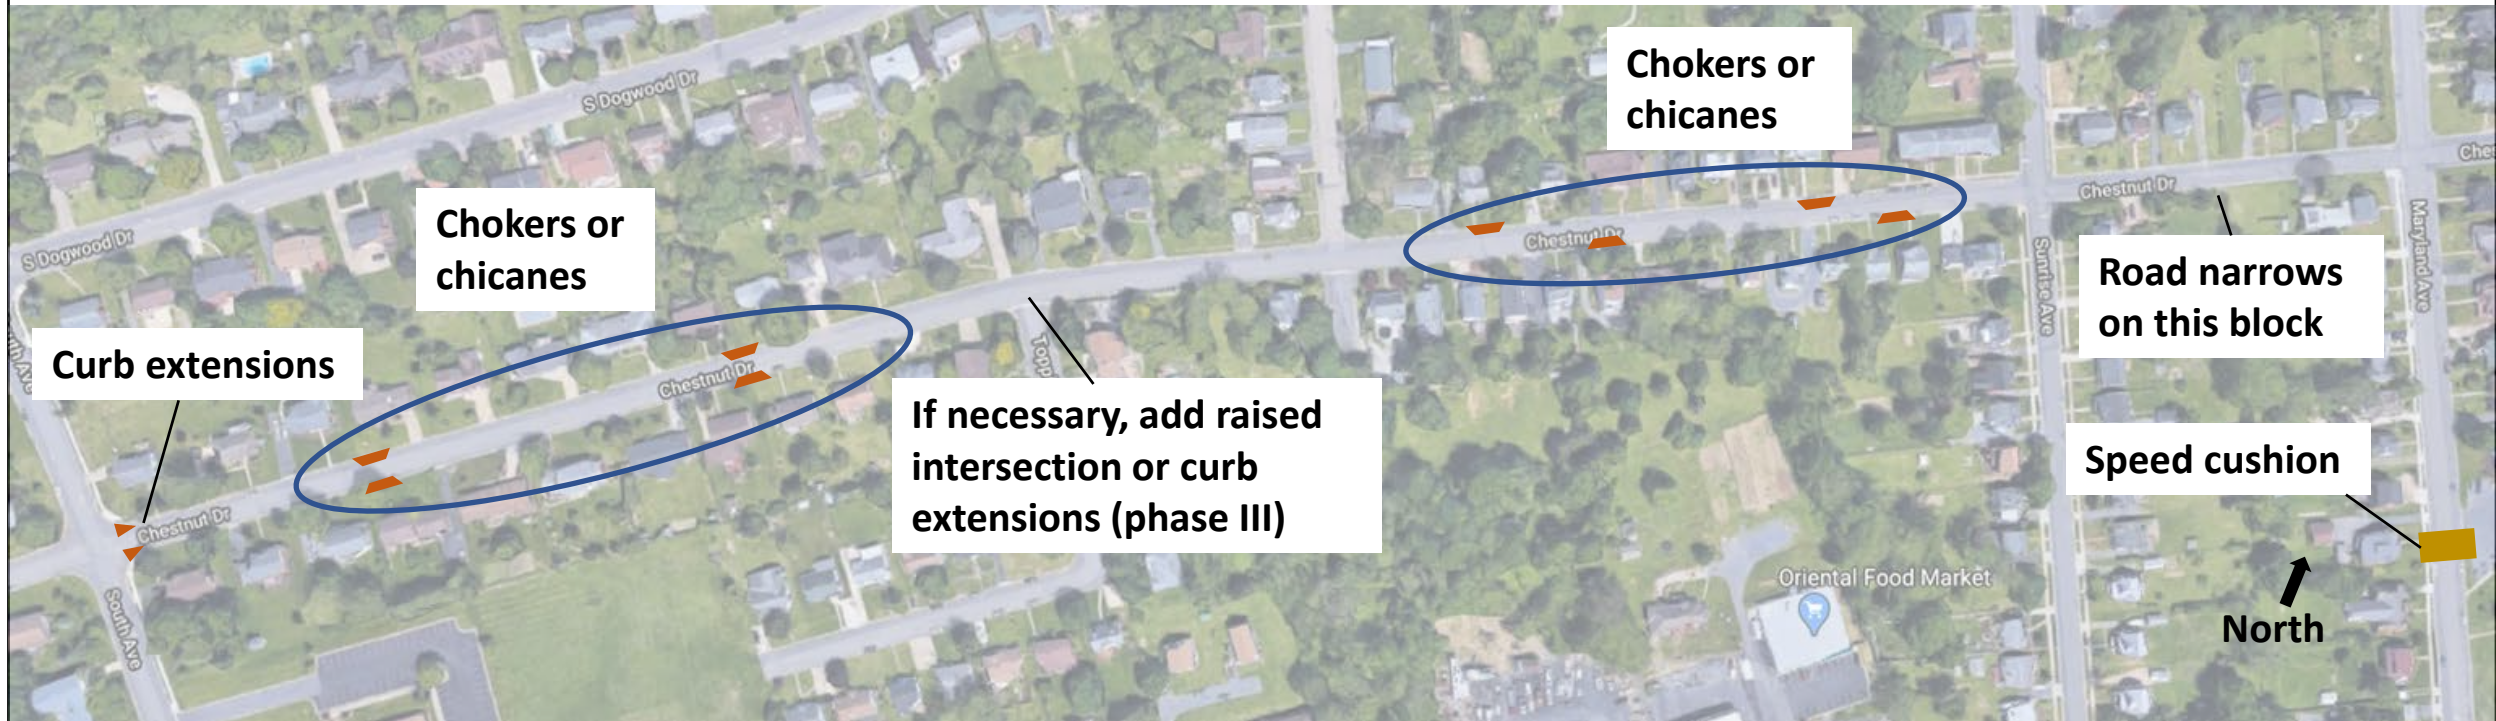 S Dogwood Dr
Chokers or
chicanes
Chokers or
chicanes
S Dogwood Dr
Chestnut Dr
Chestnut Dr
Road narrows
on this block
Maryland Ave
Sunrise Ave
Curb extensions
Chestnut Dr
If necessary, add raised
intersection or curb
extensions (phase III)
Speed cushion
Chestnut Dr
South Ave
Oriental Food Market
North